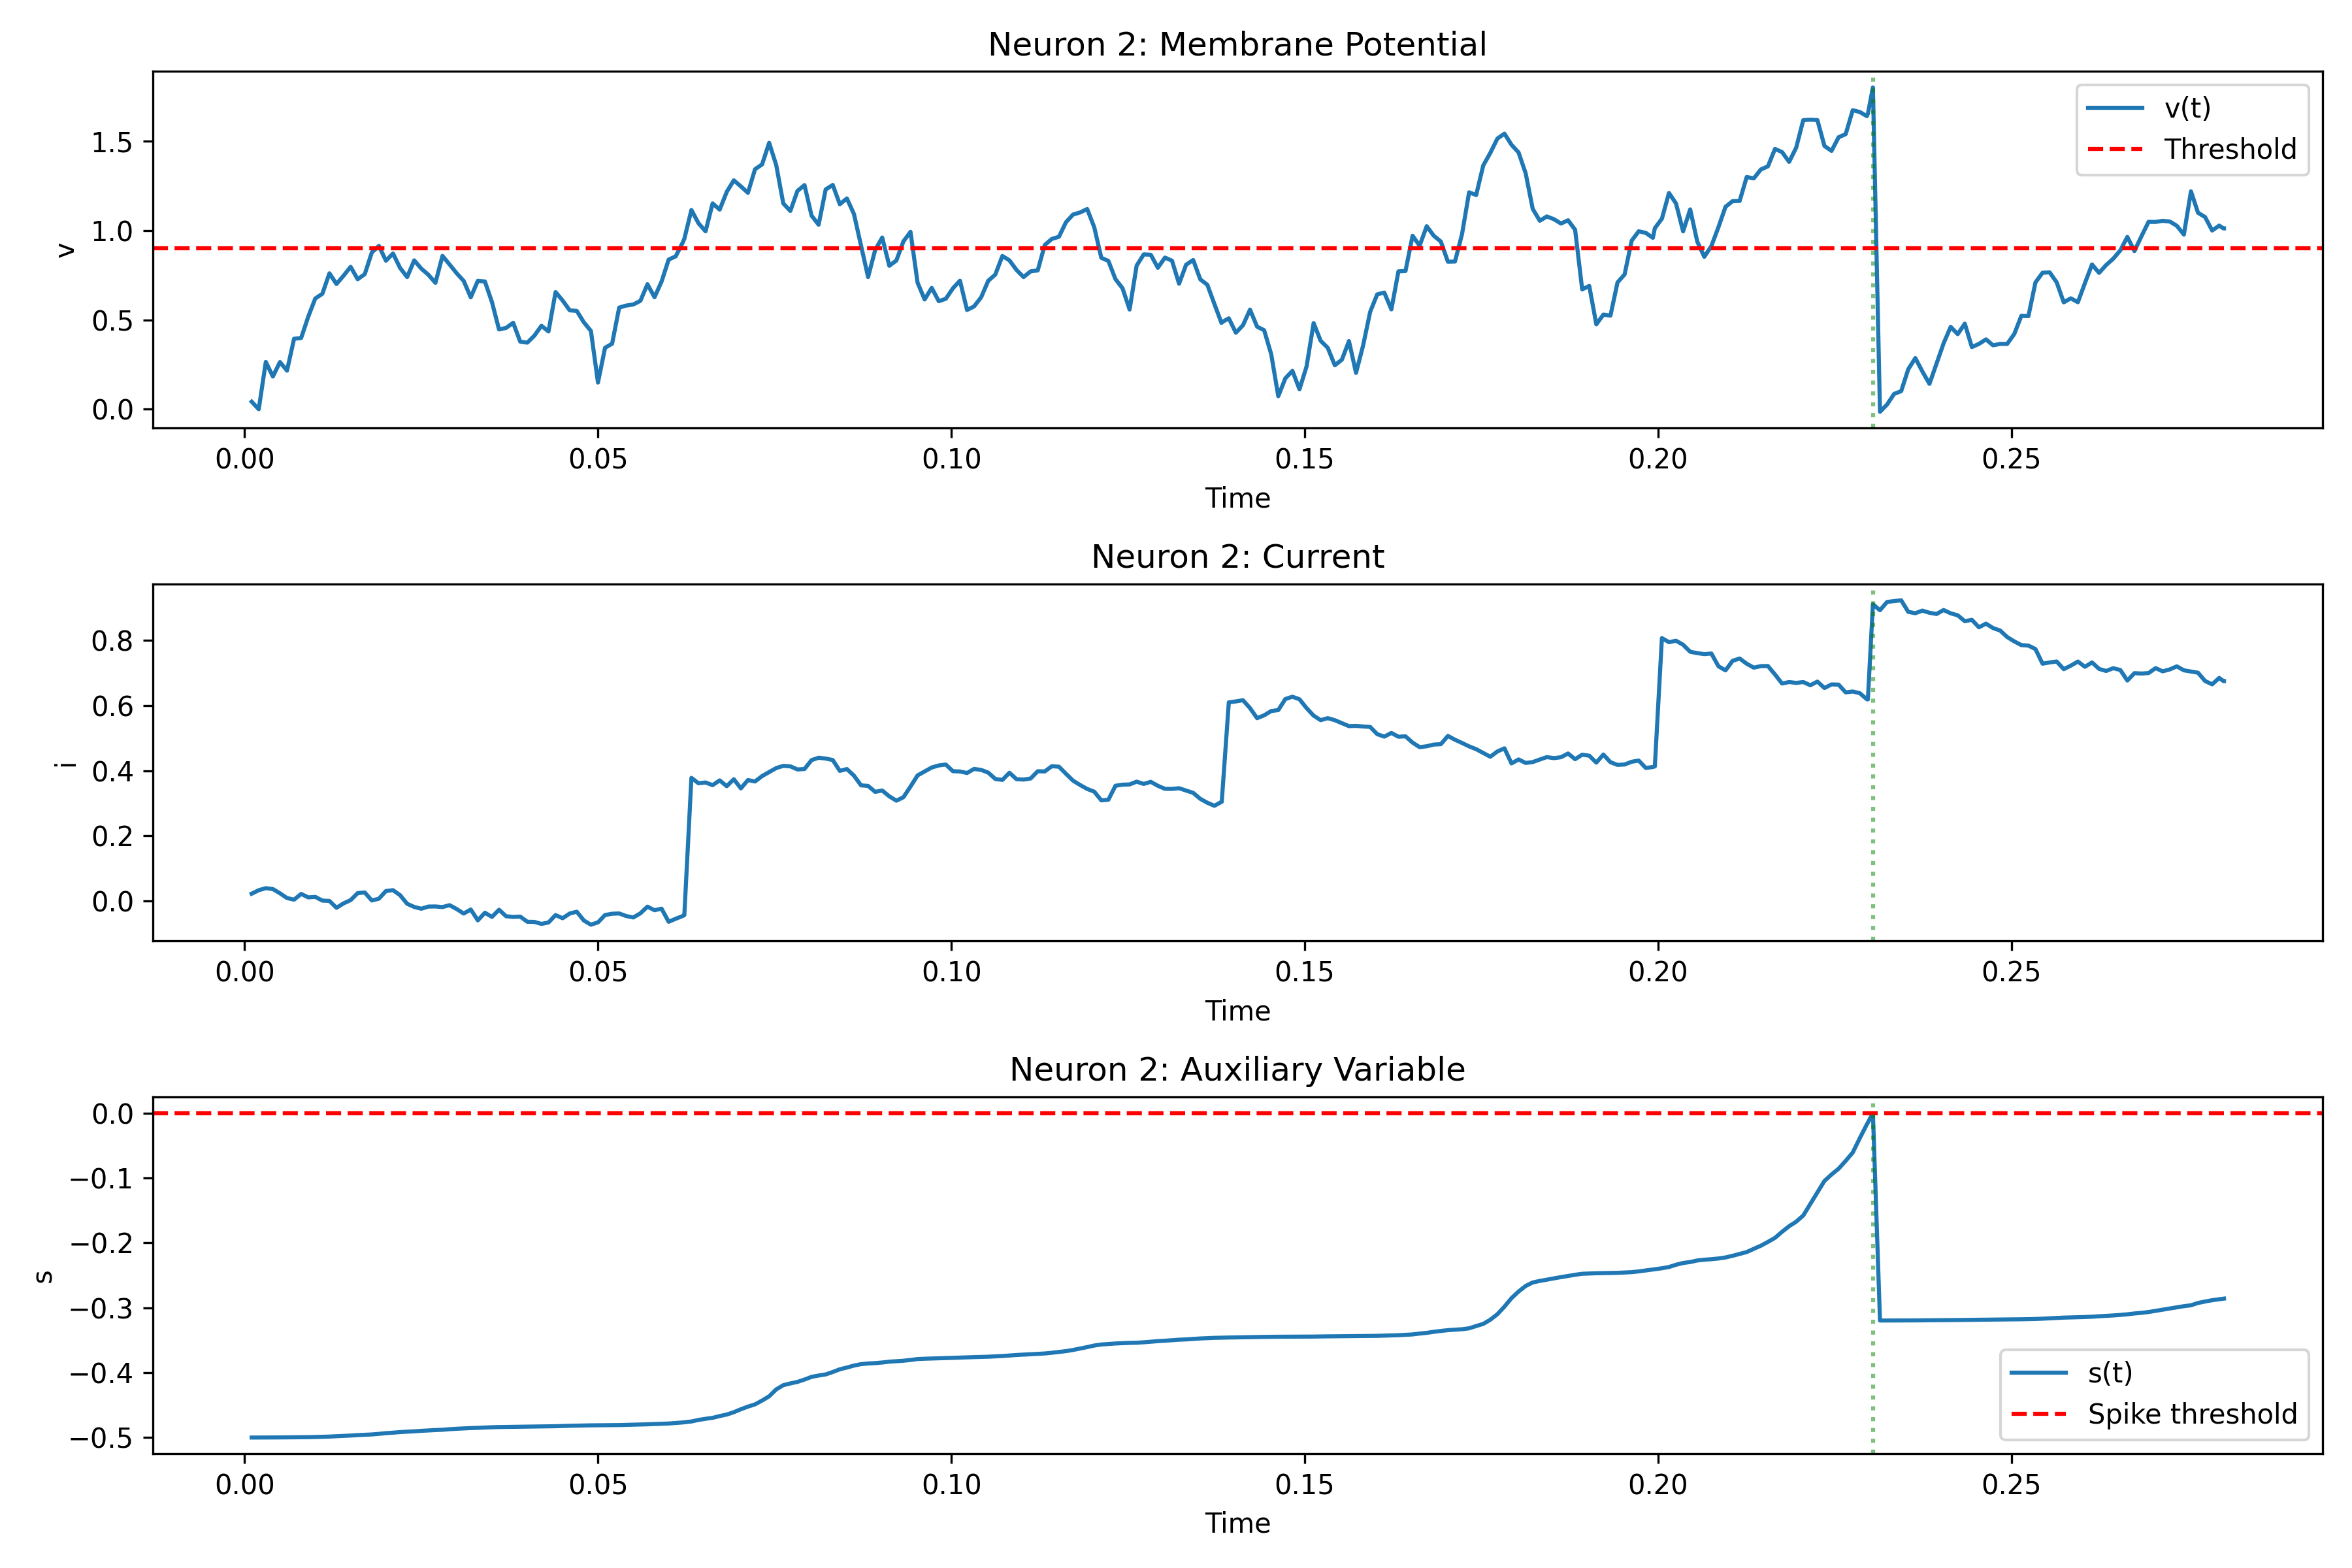 Neuron 2: Membrane Potential
v
1.5
1.0
0.5
0.0
v(t)
Threshold
0.00 0.05 0.10 0.15 0.20 0.25
Time
Neuron 2: Current
i
0.8
0.6
0.4
0.2
0.0
0.00 0.05 0.10 0.15 0.20 0.25
Time
Neuron 2: Auxiliary Variable
s
0.0
−0.1
−0.2
−0.3
−0.4
−0.5
s(t)
Spike threshold
0.00 0.05 0.10 0.15 0.20 0.25
Time